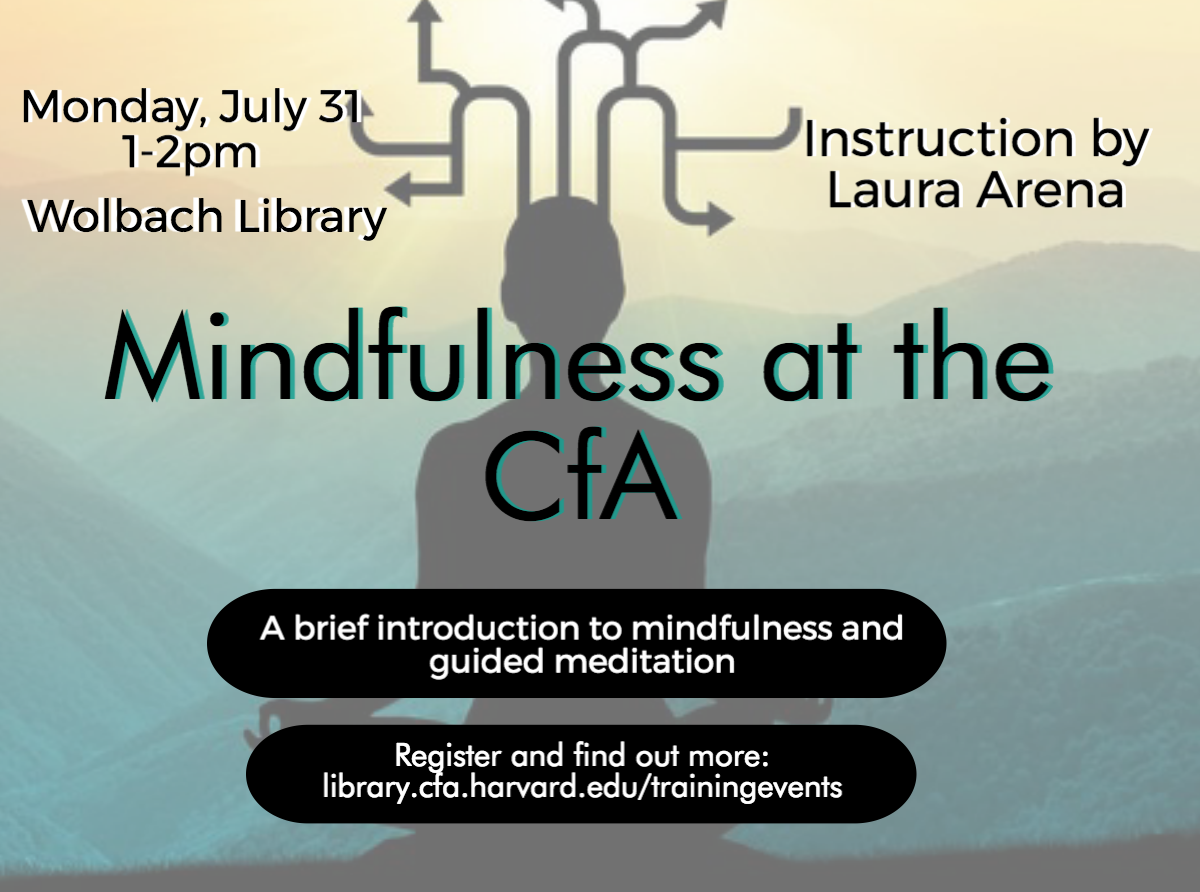 Monday, July 31
1-2pm
Wolbach Library
Instruction by
Laura Arena
Mindfulness at the
CfA
A brief introduction to mindfulness and
guided meditation
Register and find out more:
library.cfa.harvard.edu/trainingevents